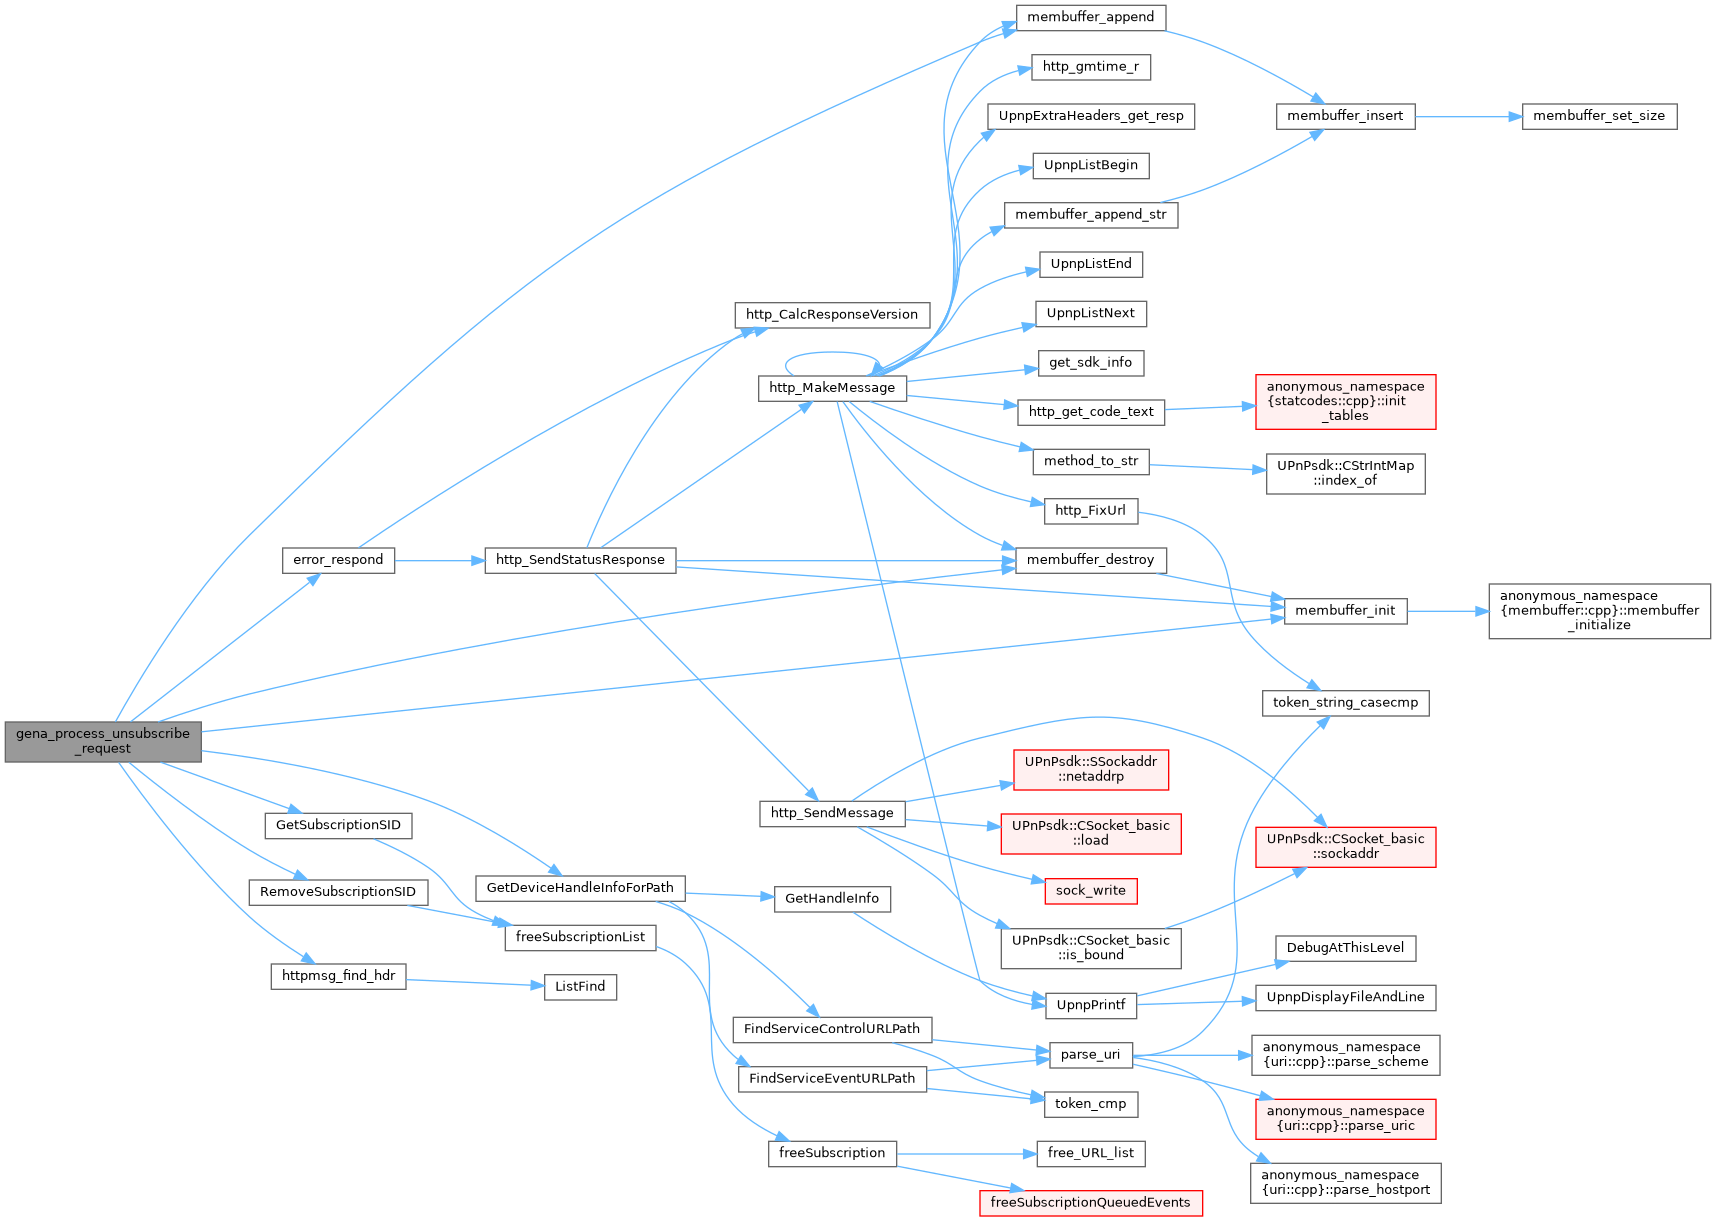 membuffer_append
http_gmtime_r
UpnpExtraHeaders_get_resp
membuffer_insert
membuffer_set_size
UpnpListBegin
membuffer_append_str
UpnpListEnd
http_CalcResponseVersion
UpnpListNext
get_sdk_info
http_MakeMessage
anonymous_namespace
{statcodes::cpp}::init
_tables
http_get_code_text
method_to_str
UPnPsdk::CStrIntMap
::index_of
http_FixUrl
error_respond
http_SendStatusResponse
membuffer_destroy
membuffer_init
anonymous_namespace
{membuffer::cpp}::membuffer
_initialize
token_string_casecmp
gena_process_unsubscribe
_request
UPnPsdk::SSockaddr
::netaddrp
http_SendMessage
GetSubscriptionSID
UPnPsdk::CSocket_basic
::load
UPnPsdk::CSocket_basic
::sockaddr
RemoveSubscriptionSID
GetDeviceHandleInfoForPath
GetHandleInfo
sock_write
freeSubscriptionList
UPnPsdk::CSocket_basic
::is_bound
DebugAtThisLevel
httpmsg_find_hdr
ListFind
UpnpPrintf
UpnpDisplayFileAndLine
FindServiceControlURLPath
parse_uri
anonymous_namespace
{uri::cpp}::parse_scheme
FindServiceEventURLPath
token_cmp
anonymous_namespace
{uri::cpp}::parse_uric
freeSubscription
free_URL_list
anonymous_namespace
{uri::cpp}::parse_hostport
freeSubscriptionQueuedEvents